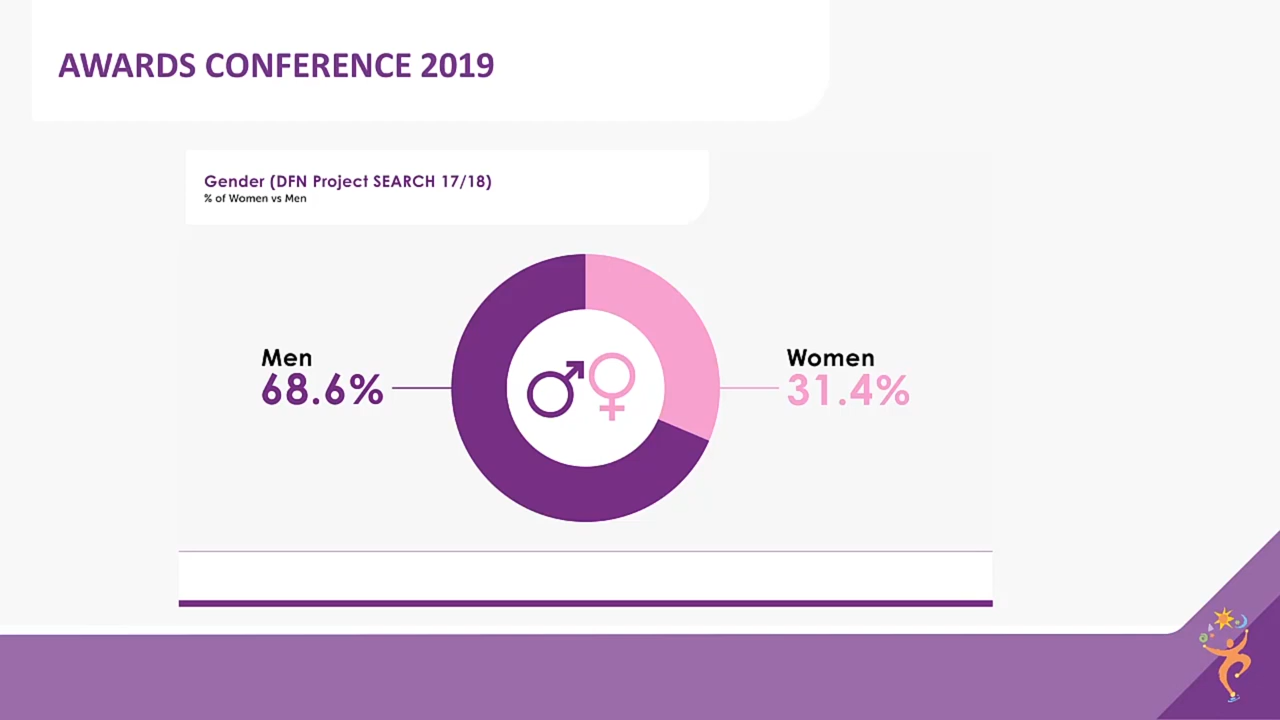 AWARDS CONFERENCE 2019
Gender (DFN Project SEARCH 17/18)
% of Women vs Men
Men
68.6%
Women
31.4%